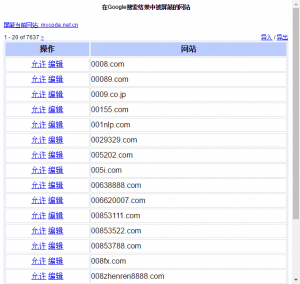 在Google搜索结果中被屏蔽的网站
屏蔽当前网站: mycode.net.cn
1 - 20 of 7637 > 导入 / 导出
操作 网站
允许 编辑 0008.com
允许 编辑 00089.com
允许 编辑 0009.co.jp
允许 编辑 00155.com
允许 编辑 001nlp.com
允许 编辑 0029329.com
允许 编辑 005202.com
允许 编辑 005i.com
允许 编辑 00638888.com
允许 编辑 006620007.com
允许 编辑 00853111.com
允许 编辑 00853522.com
允许 编辑 00853788.com
允许 编辑 008fx.com
允许 编辑 008zhenren8888.com